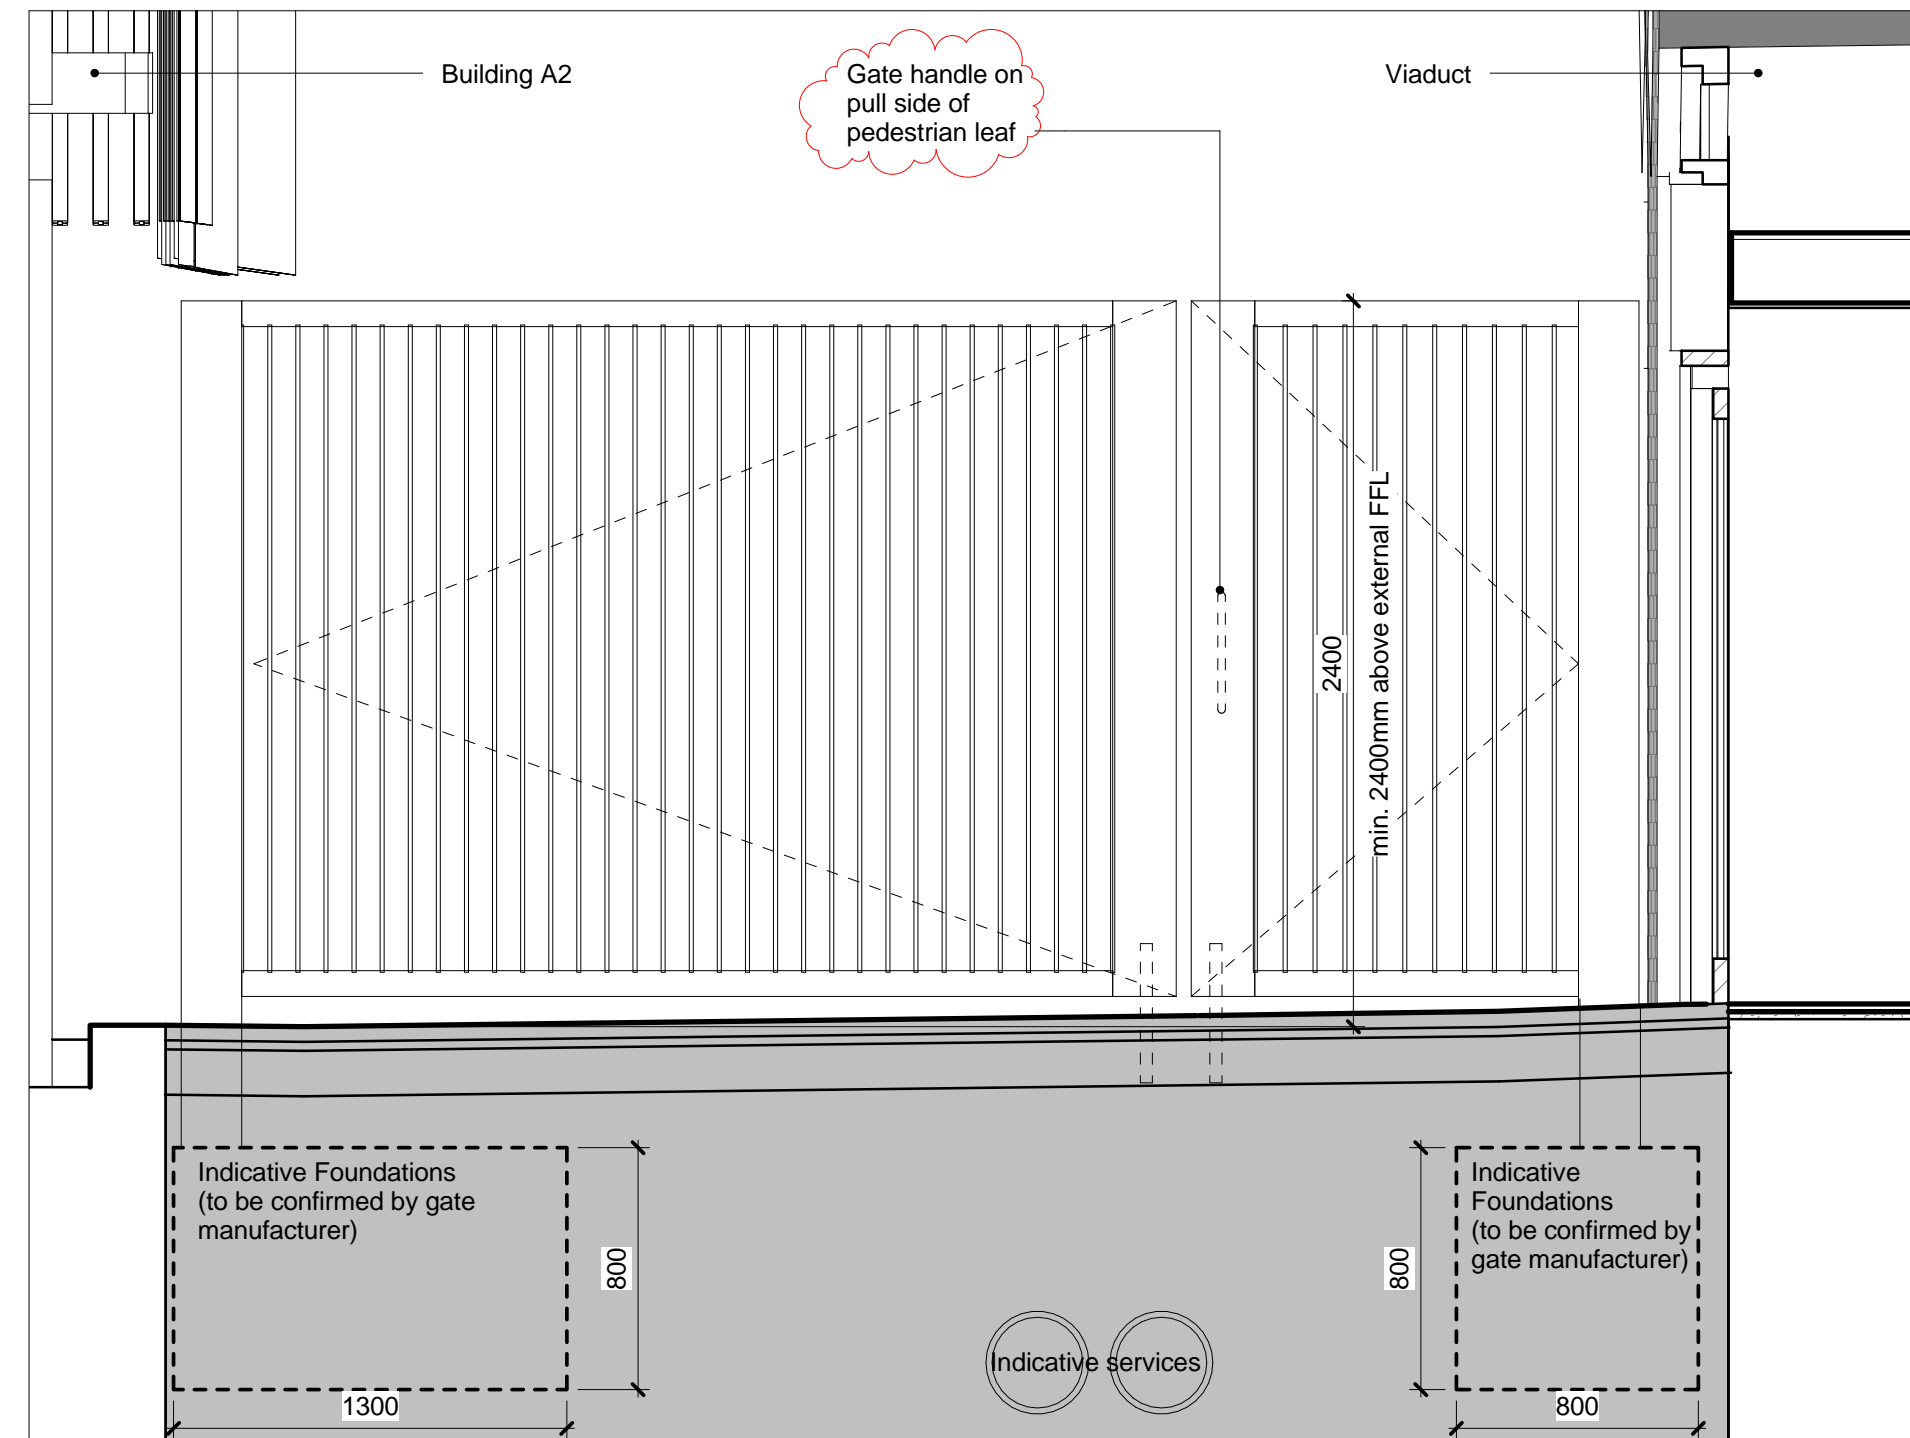 Building A2
Gate handle on
pull side of
pedestrian leaf
Viaduct
2400
min. 2400mm above external FFL
Indicative Foundations
(to be confirmed by gate
manufacturer)
800
1300
Indicative services
800
Indicative
Foundations
(to be confirmed by
gate manufacturer)
800